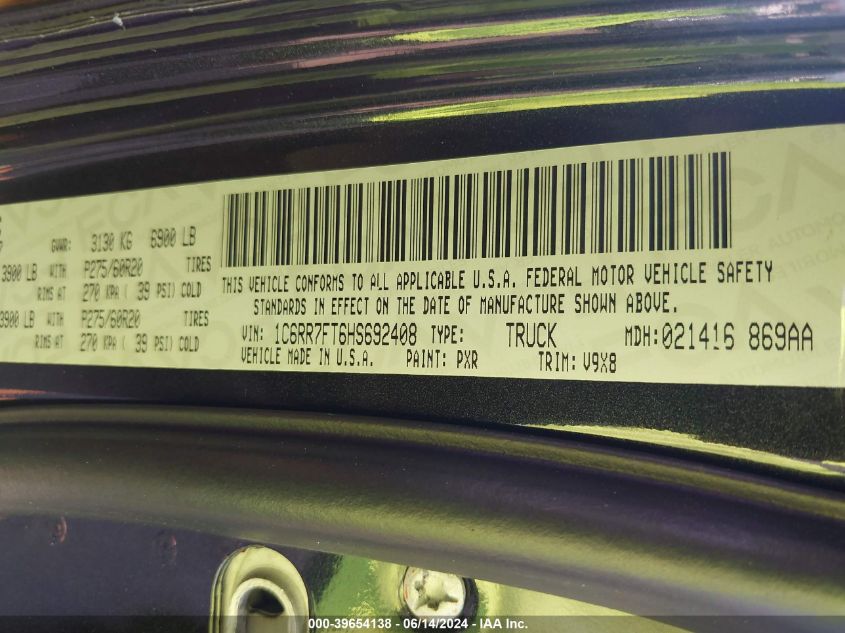 GVWR: 3130 KG 6900 LB
3900 LB WITH P275/60R20 TIRES
RIMS AT 270 KPA ( 39 PSI) COLD
3900 LB WITH P275/60R20 TIRES
RIMS AT 270 KPA ( 39 PSI) COLD
THIS VEHICLE CONFORMS TO ALL APPLICABLE U.S.A. FEDERAL MOTOR VEHICLE SAFETY
STANDARDS IN EFFECT ON THE DATE OF MANUFACTURE SHOWN ABOVE.
VIN: 1C6RR7FT6HS692408 TYPE: TRUCK MDH:021416 869AA
VEHICLE MADE IN U.S.A. PAINT: PXR TRIM: V9X8
000-39654138 - 06/14/2024 - IAA Inc.